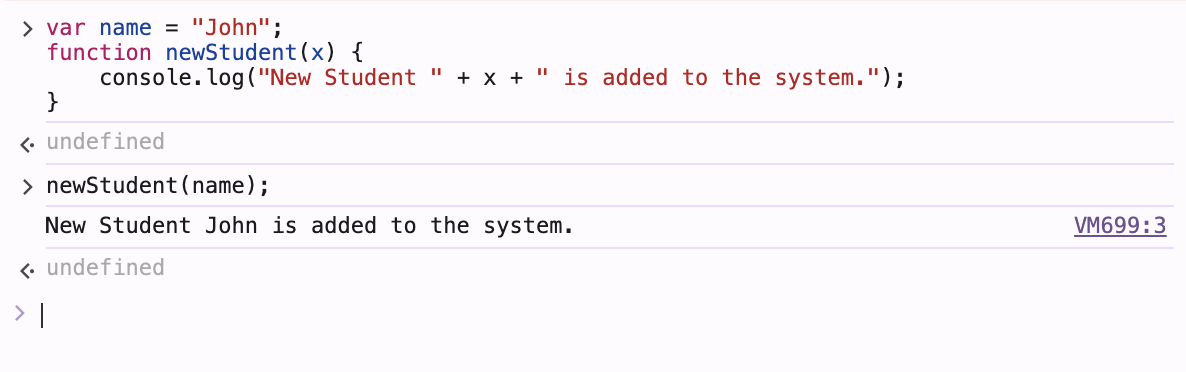 > var name = "John";
function newStudent(x) {
    console.log("New Student " + x + " is added to the system.");
}
undefined
> newStudent(name);
New Student John is added to the system. VM699:3
undefined
>